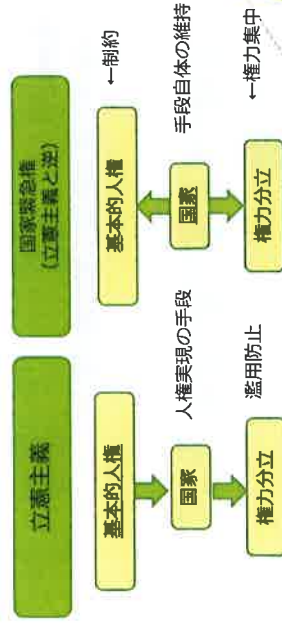 立憲主義
基本的人権
国家
人権実現の手段
権力分立
濫用防止
国家緊急権
(立憲主義と逆)
基本的人権
←制約
国家
手段自体の維持
権力分立
←権力集中